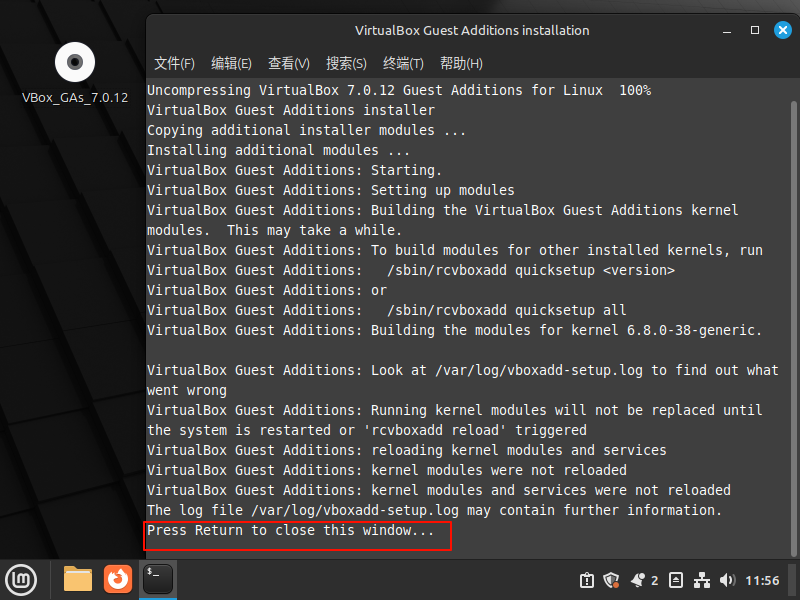 VirtualBox Guest Additions installation
文件(F) 编辑(E) 查看(V) 搜索(S) 终端(T) 帮助(H)
VBox_GAs_7.0.12
Uncompressing VirtualBox 7.0.12 Guest Additions for Linux  100%
VirtualBox Guest Additions installer
Copying additional installer modules ...
Installing additional modules ...
VirtualBox Guest Additions: Starting.
VirtualBox Guest Additions: Setting up modules
VirtualBox Guest Additions: Building the VirtualBox Guest Additions kernel
modules.  This may take a while.
VirtualBox Guest Additions: To build modules for other installed kernels, run
VirtualBox Guest Additions:   /sbin/rcvboxadd quicksetup <version>
VirtualBox Guest Additions: or
VirtualBox Guest Additions:   /sbin/rcvboxadd quicksetup all
VirtualBox Guest Additions: Building the modules for kernel 6.8.0-38-generic.
VirtualBox Guest Additions: Look at /var/log/vboxadd-setup.log to find out what
went wrong
VirtualBox Guest Additions: Running kernel modules will not be replaced until
the system is restarted or 'rcvboxadd reload' triggered
VirtualBox Guest Additions: reloading kernel modules and services
VirtualBox Guest Additions: kernel modules were not reloaded
VirtualBox Guest Additions: kernel modules and services were not reloaded
The log file /var/log/vboxadd-setup.log may contain further information.
Press Return to close this window...
$_
2
11:56